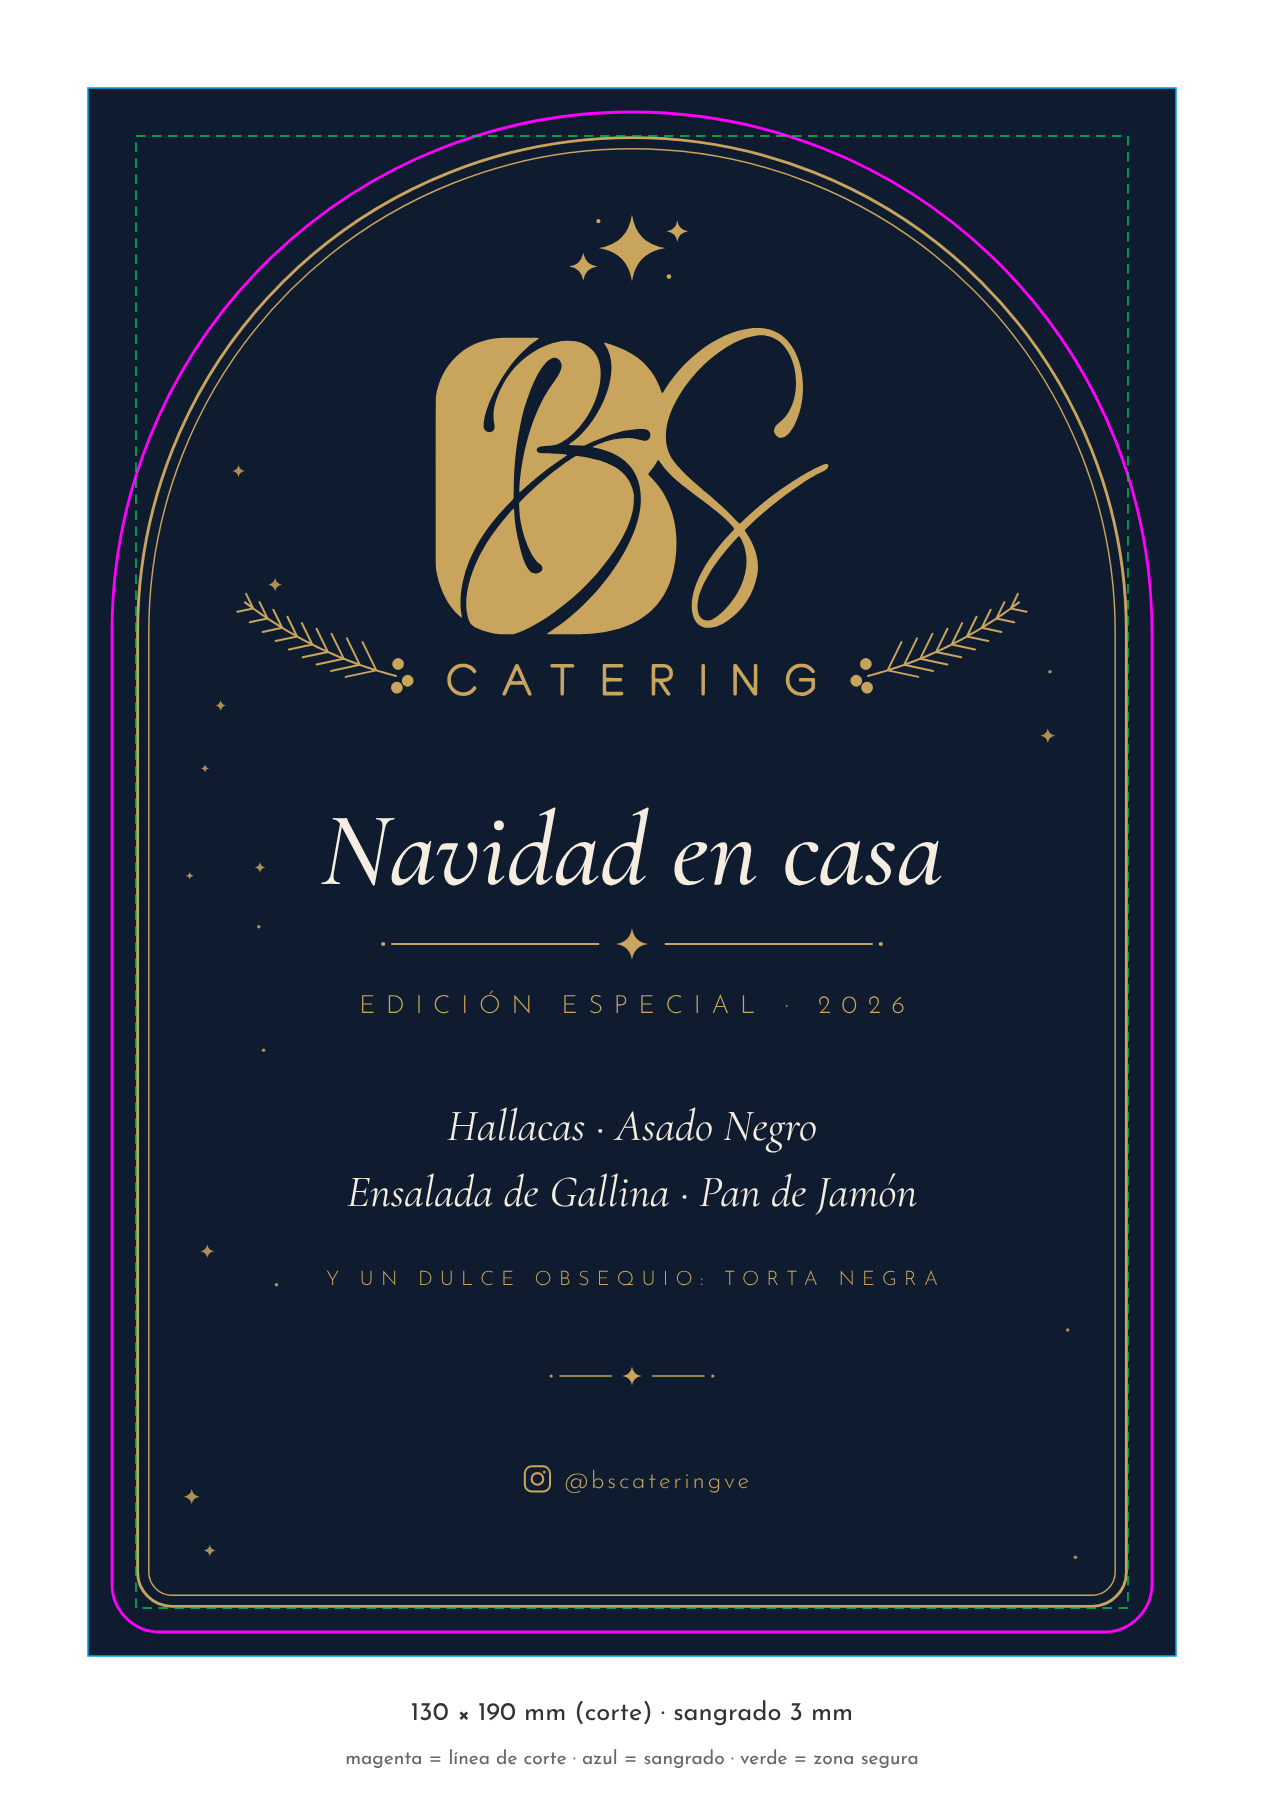 BS
CATERING
Navidad en casa
EDICIÓN ESPECIAL · 2026
Hallacas · Asado Negro
Ensalada de Gallina · Pan de Jamón
Y UN DULCE OBSEQUIO: TORTA NEGRA
@bscateringve
130 × 190 mm (corte) · sangrado 3 mm
magenta = línea de corte · azul = sangrado · verde = zona segura